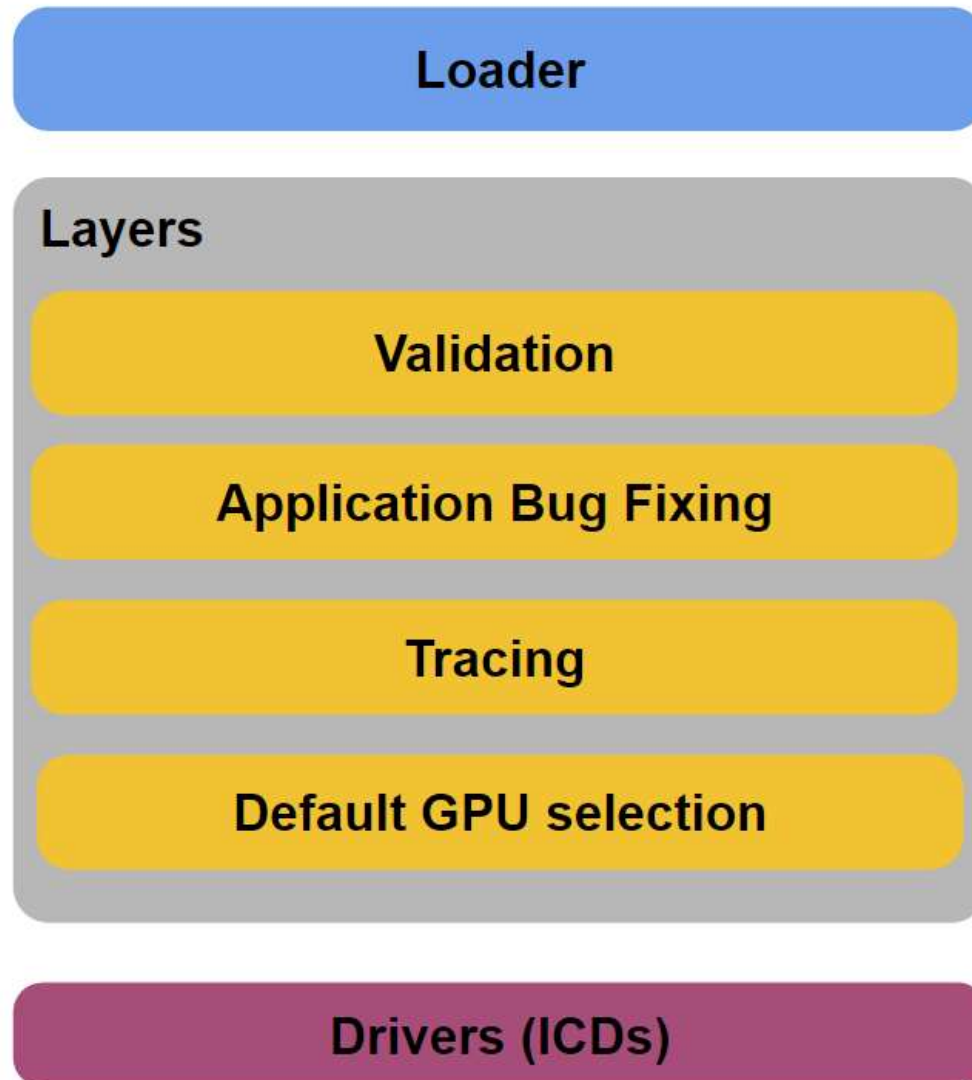 Loader
Layers
Validation
Application Bug Fixing
Tracing
Default GPU selection
Drivers (ICDs)